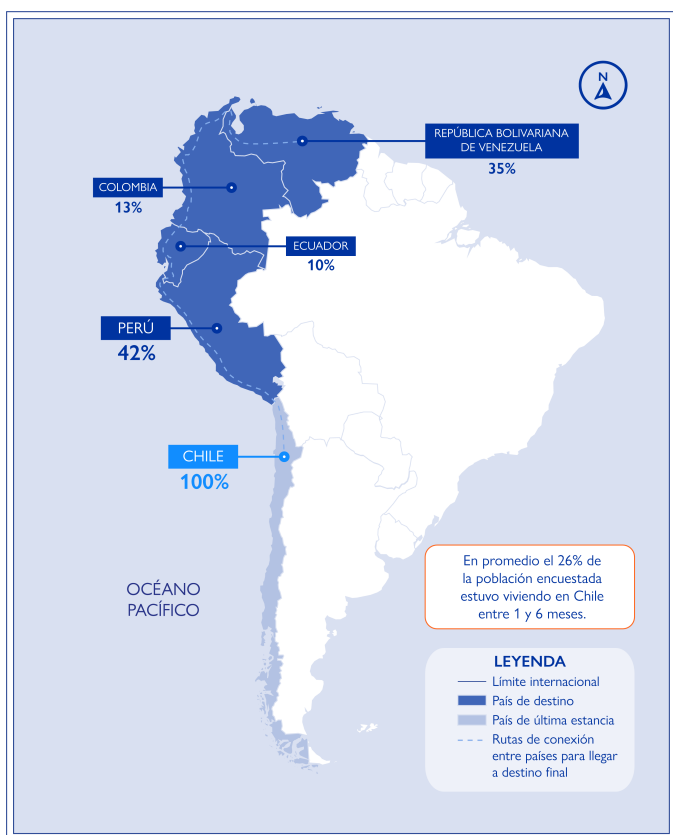 N
REPÚBLICA BOLIVARIANA
DE VENEZUELA
35%
COLOMBIA
13%
ECUADOR
10%
PERÚ
42%
CHILE
100%
En promedio el 26% de
la población encuestada
estuvo viviendo en Chile
entre 1 y 6 meses.
OCÉANO
PACÍFICO
LEYENDA
Límite internacional
País de destino
País de última estancia
Rutas de conexión
entre países para llegar
a destino final